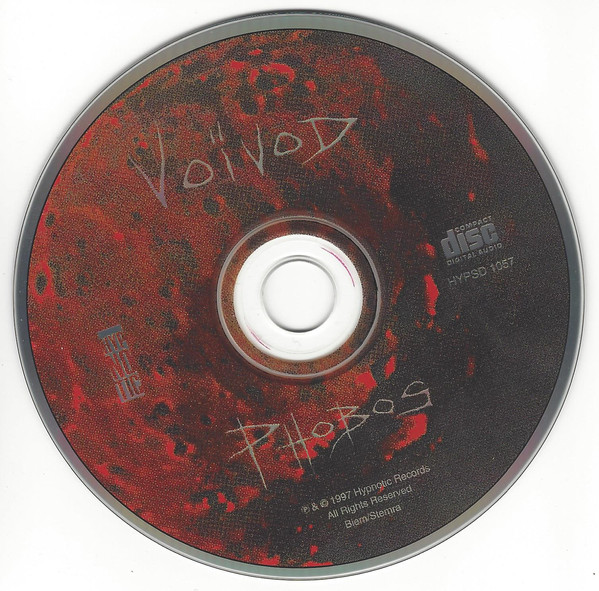 VOÏVOD
COMPACT
disc
DIGITAL AUDIO
HYPSD 1057
PHOBOS
℗ & © 1997 Hypnotic Records
All Rights Reserved
Biem/Stemra